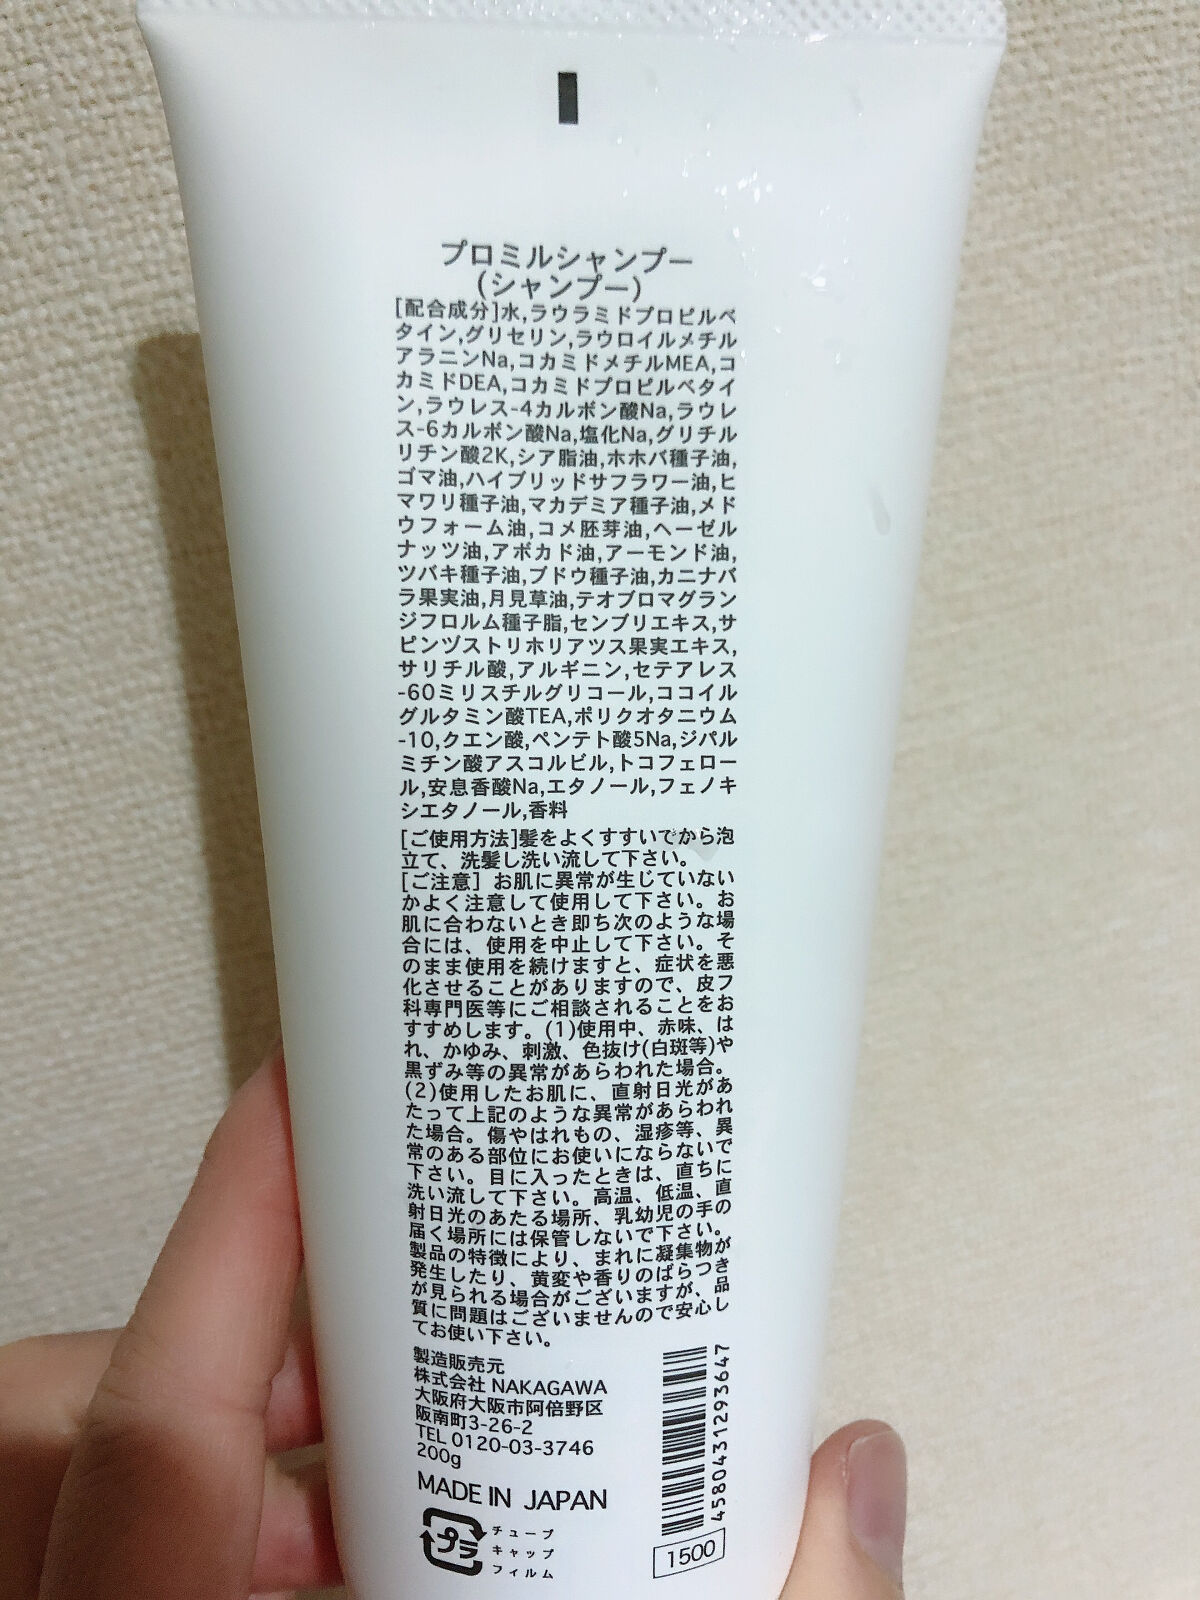 プロミルシャンプー
(シャンプー)
[配合成分]水,ラウラミドプロピルベ
タイン,グリセリン,ラウロイルメチル
アラニンNa,コカミドメチルMEA,コ
カミドDEA,コカミドプロピルベタイ
ン,ラウレス-4カルボン酸Na,ラウレ
ス-6カルボン酸Na,塩化Na,グリチル
リチン酸2K,シア脂油,ホホバ種子油,
ゴマ油,ハイブリッドサフラワー油,ヒ
マワリ種子油,マカデミア種子油,メド
ウフォーム油,コメ胚芽油,ヘーゼル
ナッツ油,アボカド油,アーモンド油,
ツバキ種子油,ブドウ種子油,カニナバ
ラ果実油,月見草油,テオブロマグラン
ジフロルム種子脂,センブリエキス,サ
ピンヅストリホリアツス果実エキス,
サリチル酸,アルギニン,セテアレス
-60ミリスチルグリコール,ココイル
グルタミン酸TEA,ポリクオタニウム
-10,クエン酸,ペンテト酸5Na,ジパル
ミチン酸アスコルビル,トコフェロー
ル,安息香酸Na,エタノール,フェノキ
シエタノール,香料
[ご使用方法]髪をよくすすいでから泡
立て、洗髪し洗い流して下さい。
[ご注意] お肌に異常が生じていない
かよく注意して使用して下さい。お
肌に合わないとき即ち次のような場
合には、使用を中止して下さい。そ
のまま使用を続けますと、症状を悪
化させることがありますので、皮フ
科専門医等にご相談されることをお
すすめします。(1)使用中、赤味、は
れ、かゆみ、刺激、色抜け(白斑等)や
黒ずみ等の異常があらわれた場合。
(2)使用したお肌に、直射日光があ
たって上記のような異常があらわれ
た場合。傷やはれもの、湿疹等、異
常のある部位にお使いにならないで
下さい。目に入ったときは、直ちに
洗い流して下さい。高温、低温、直
射日光のあたる場所、乳幼児の手の
届く場所には保管しないで下さい。
製品の特徴により、まれに凝集物が
発生したり、黄変や香りのばらつき
が見られる場合がございますが、品
質に問題はございませんので安心し
てお使い下さい。
製造販売元
株式会社 NAKAGAWA
大阪府大阪市阿倍野区
阪南町3-26-2
TEL 0120-03-3746
200g
MADE IN JAPAN
プラ
チューブ
キャップ
フィルム
4580431293647
1500